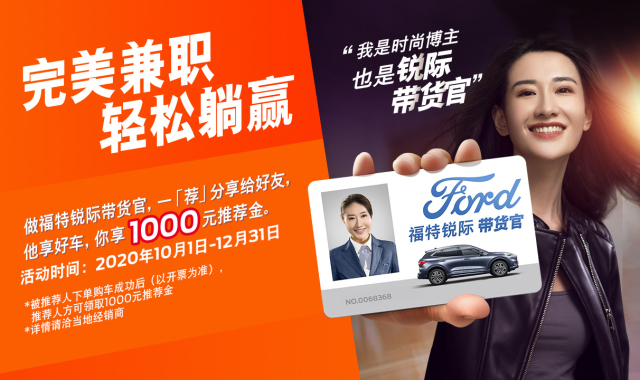 完美兼职
轻松躺赢
做福特锐际带货官，一「荐」分享给好友，
他享好车，你享1000元推荐金。
活动时间：2020年10月1日-12月31日
*被推荐人下单购车成功后（以开票为准），
推荐人方可领取1000元推荐金
*详情请洽当地经销商
“我是时尚博主
也是锐际
带货官”
Ford
福特锐际 带货官
NO.0068368